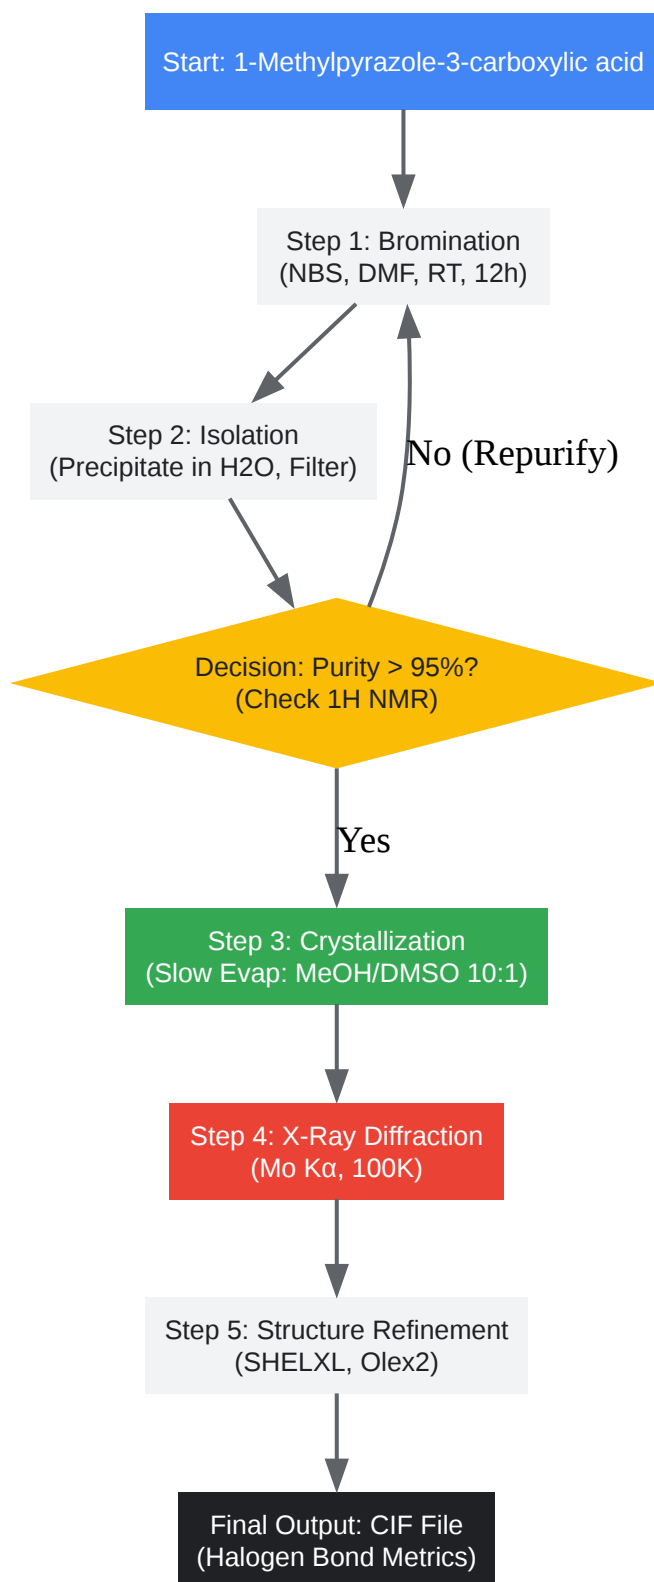 Start: 1-Methylpyrazole-3-carboxylic acid
Step 1: Bromination
(NBS, DMF, RT, 12h)
Step 2: Isolation
(Precipitate in H2O, Filter)
No (Repurify)
Decision: Purity > 95%?
(Check 1H NMR)
Yes
Step 3: Crystallization
(Slow Evap: MeOH/DMSO 10:1)
Step 4: X-Ray Diffraction
(Mo Kα, 100K)
Step 5: Structure Refinement
(SHELXL, Olex2)
Final Output: CIF File
(Halogen Bond Metrics)